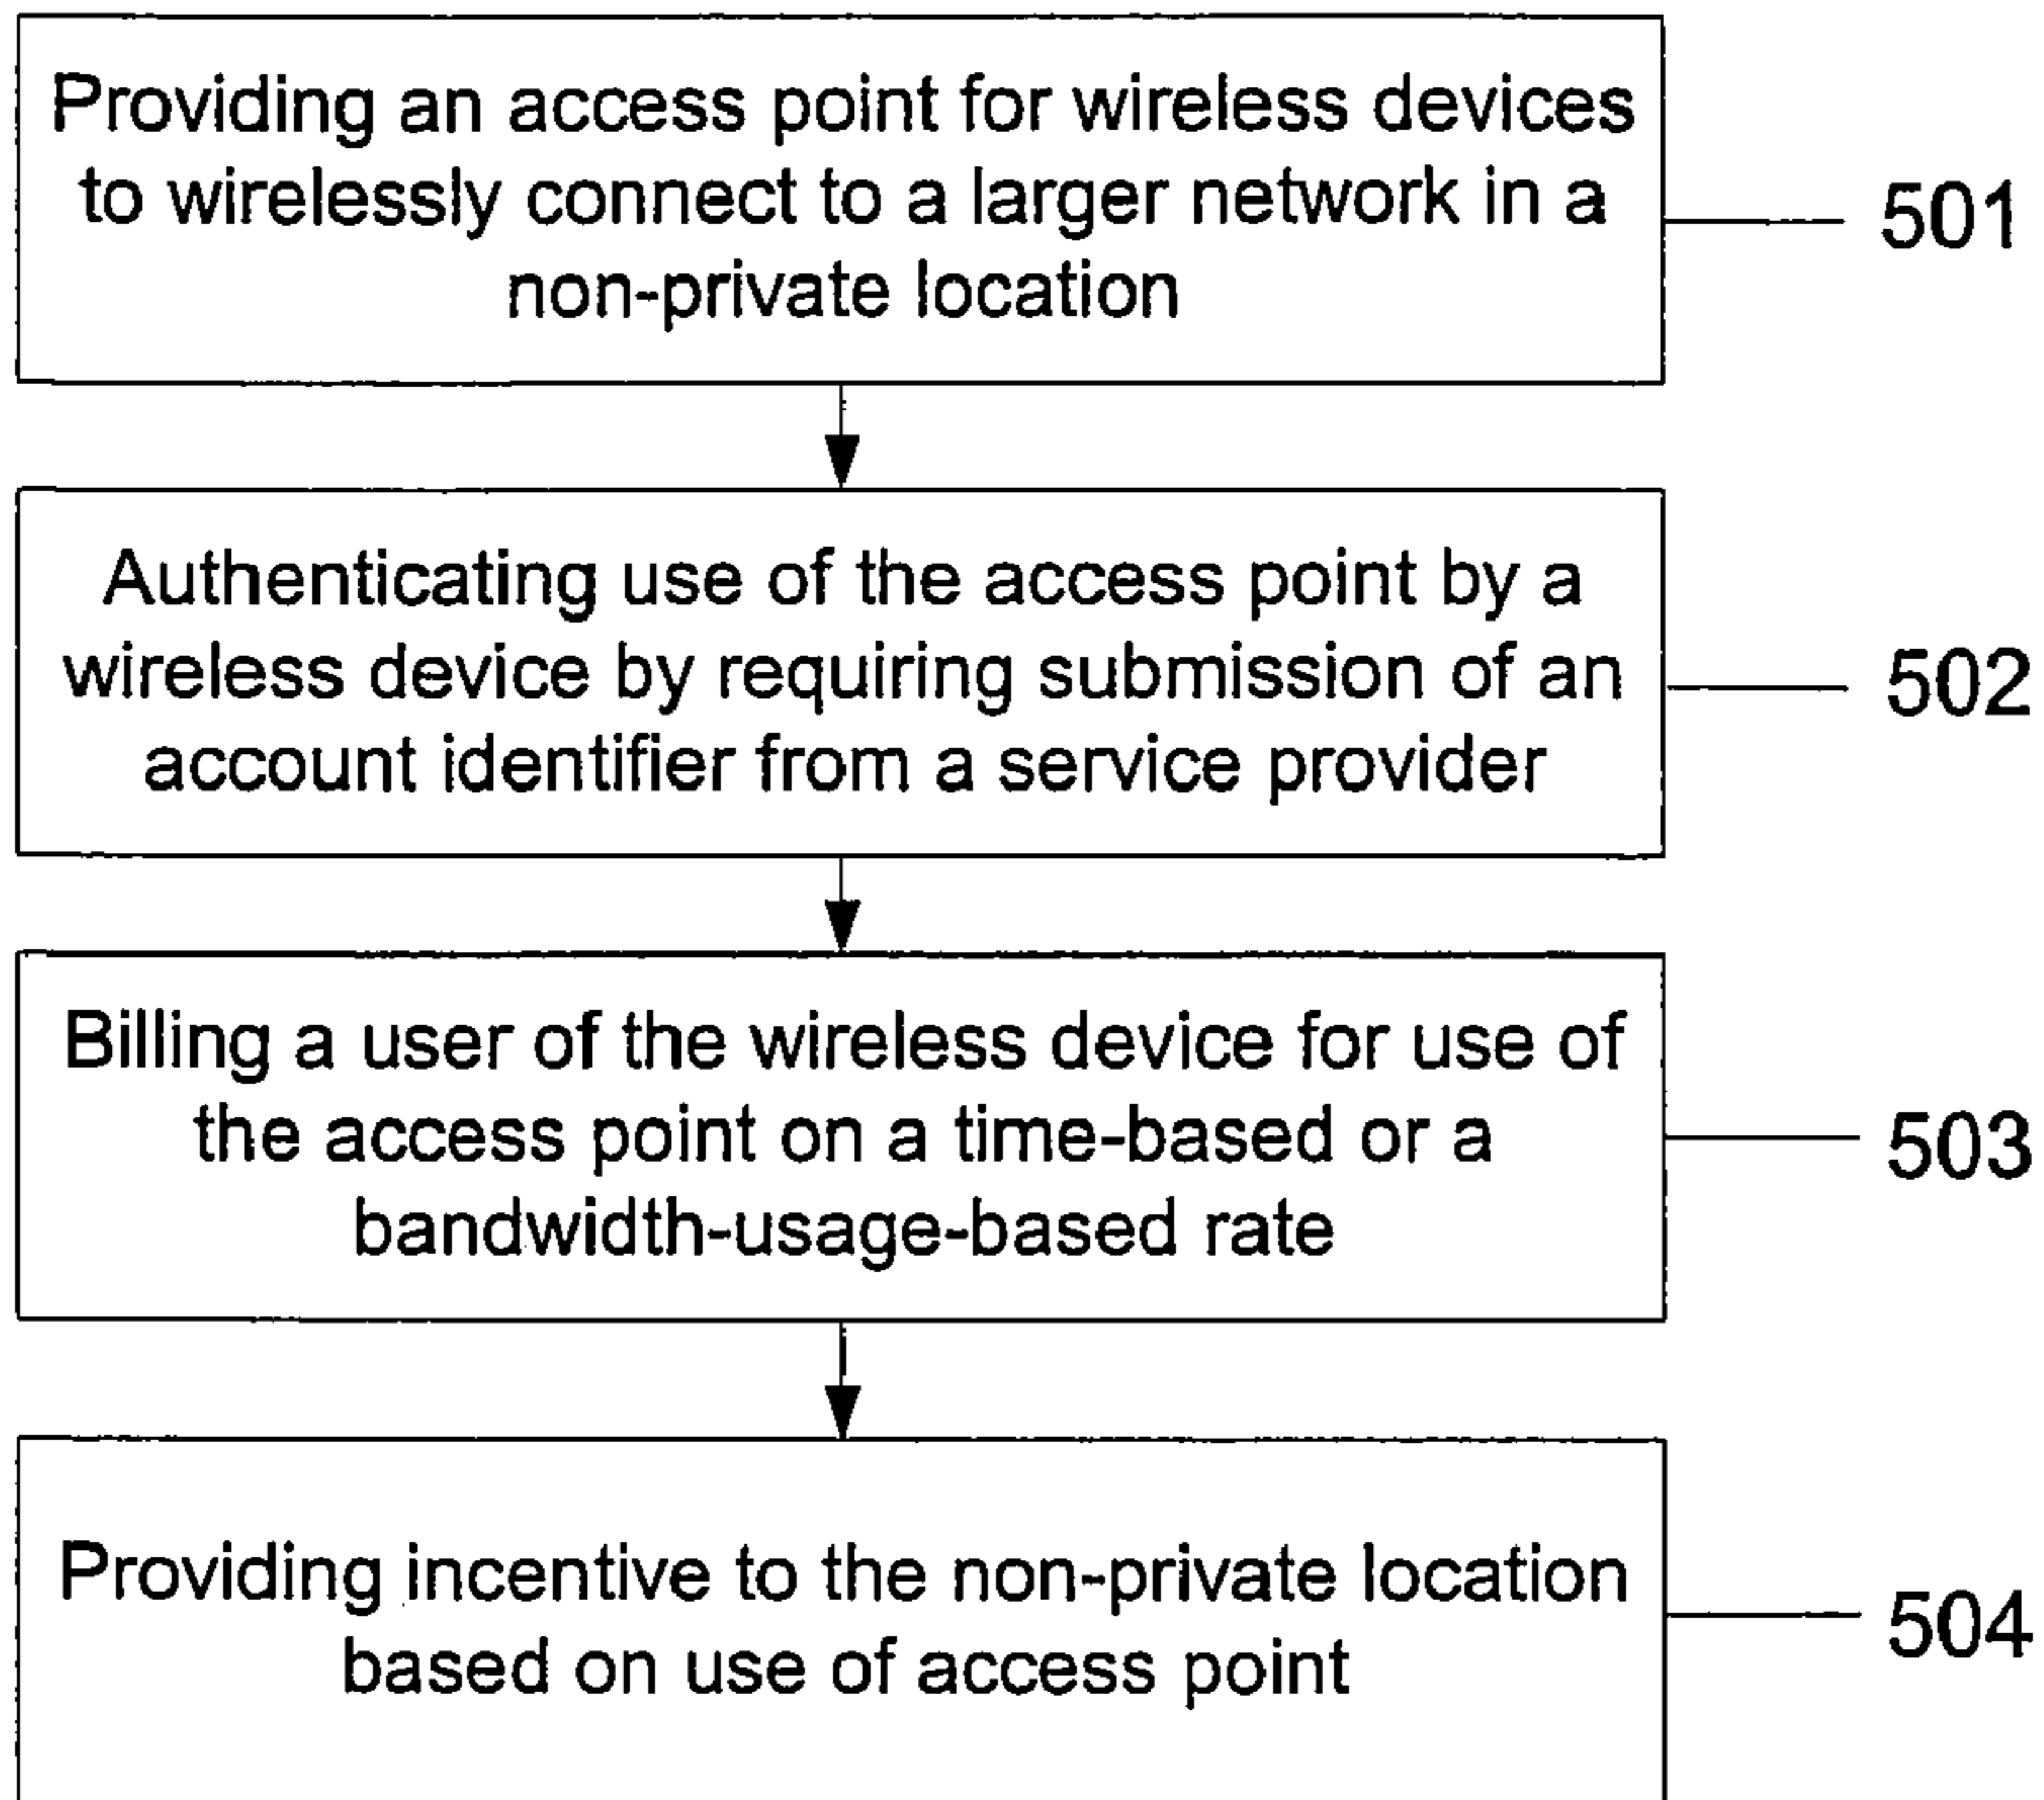 Providing an access point for wireless devices
to wirelessly connect to a larger network in a
non-private location
501
Authenticating use of the access point by a
wireless device by requiring submission of an
account identifier from a service provider
502
Billing a user of the wireless device for use of
the access point on a time-based or a
bandwidth-usage-based rate
503
Providing incentive to the non-private location
based on use of access point
504